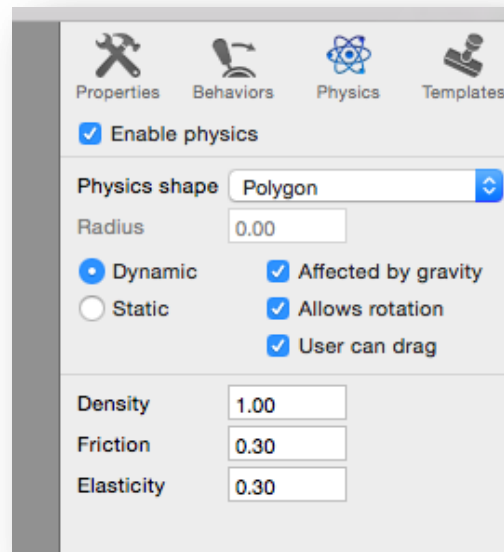 Properties Behaviors Physics Templates
Enable physics
Physics shape Polygon
Radius 0.00
Dynamic Affected by gravity
Static Allows rotation
User can drag
Density 1.00
Friction 0.30
Elasticity 0.30